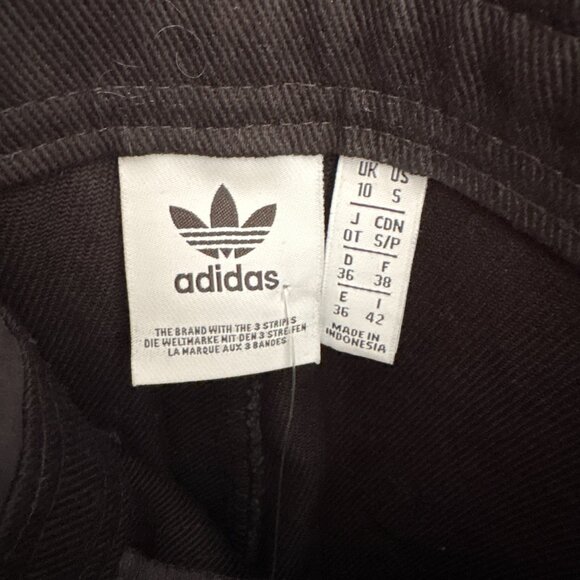 adidas
THE BRAND WITH THE 3 STRIPES
DIE WELTMARKE MIT DEN 3 STREIFEN
LA MARQUE AUX 3 BANDES
UK US
10 S
J CDN
OT S/P
D F
36 38
E I
36 42
MADE IN
INDONESIA